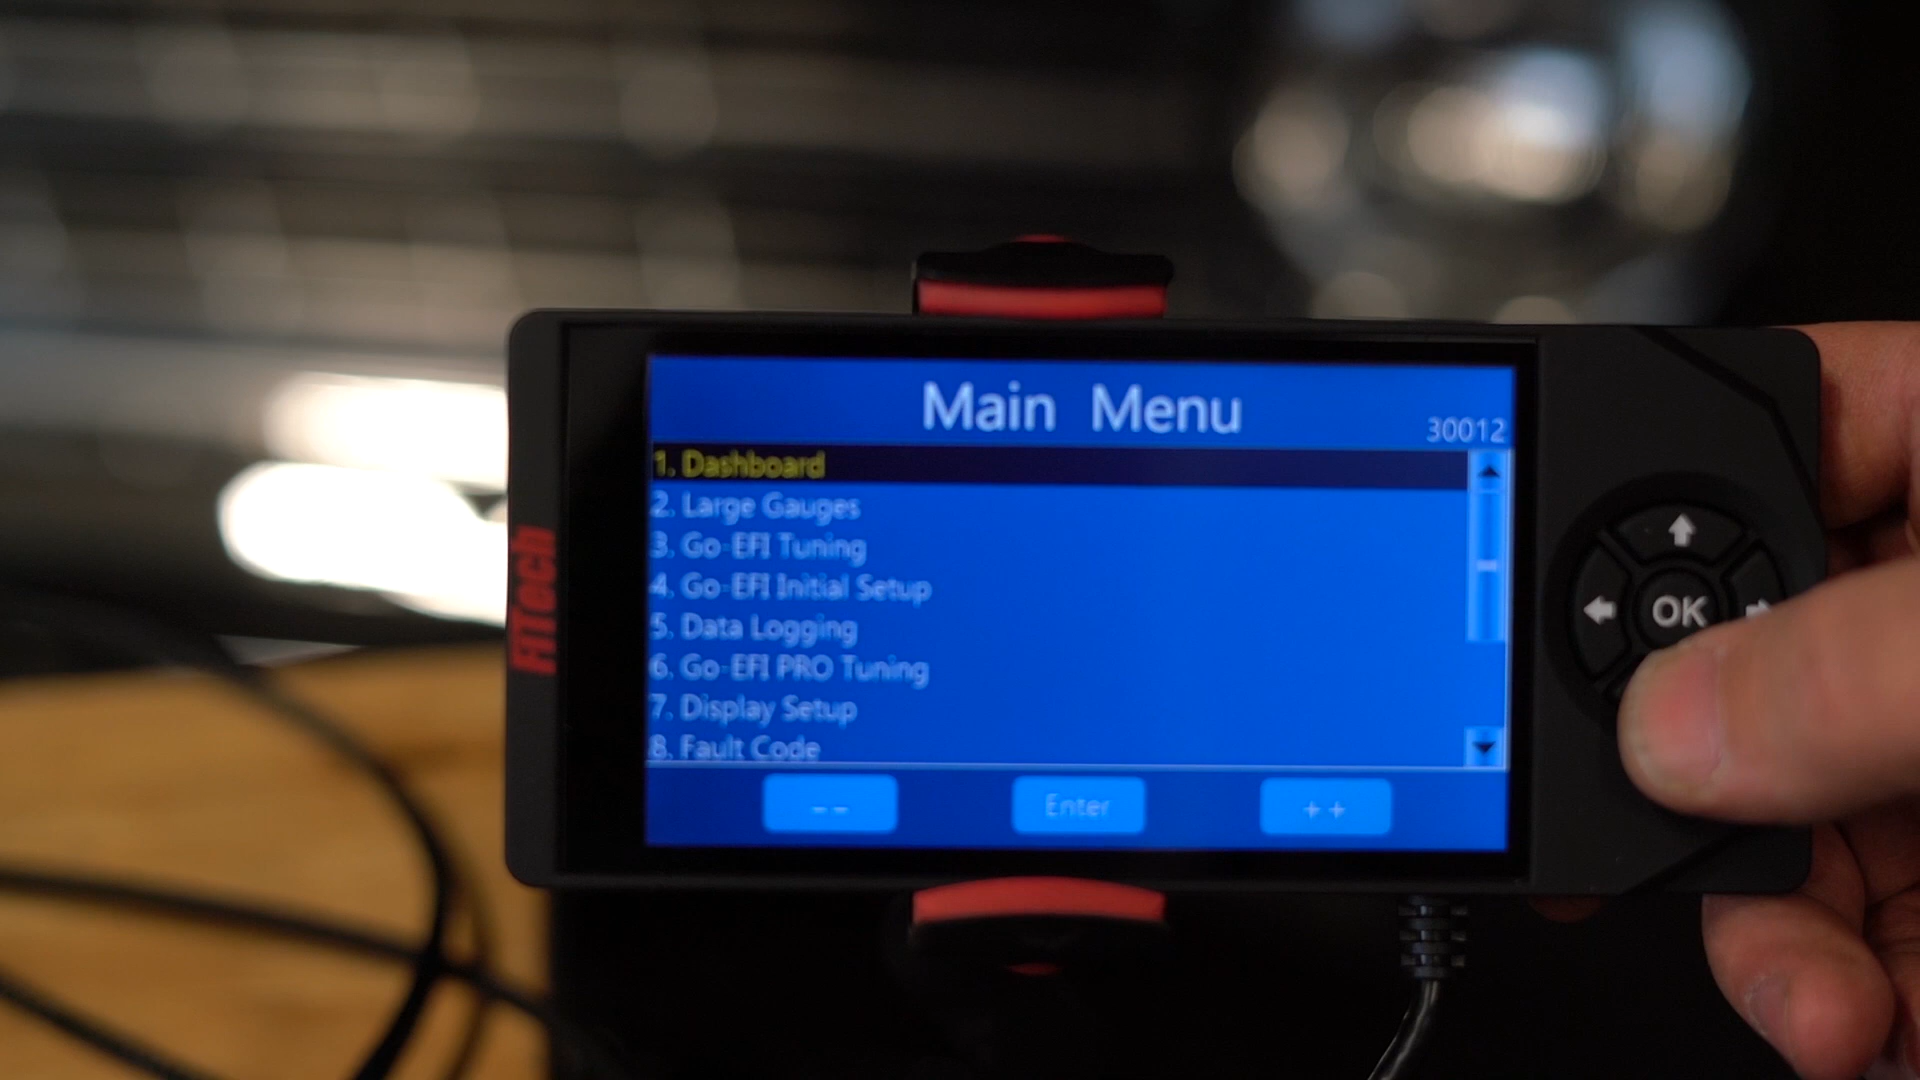 Main Menu
30012
1. Dashboard
2. Large Gauges
3. Go-EFI Tuning
4. Go-EFI Initial Setup
5. Data Logging
6. Go-EFI PRO Tuning
7. Display Setup
8. Fault Code
-- Enter ++
FiTech
OK